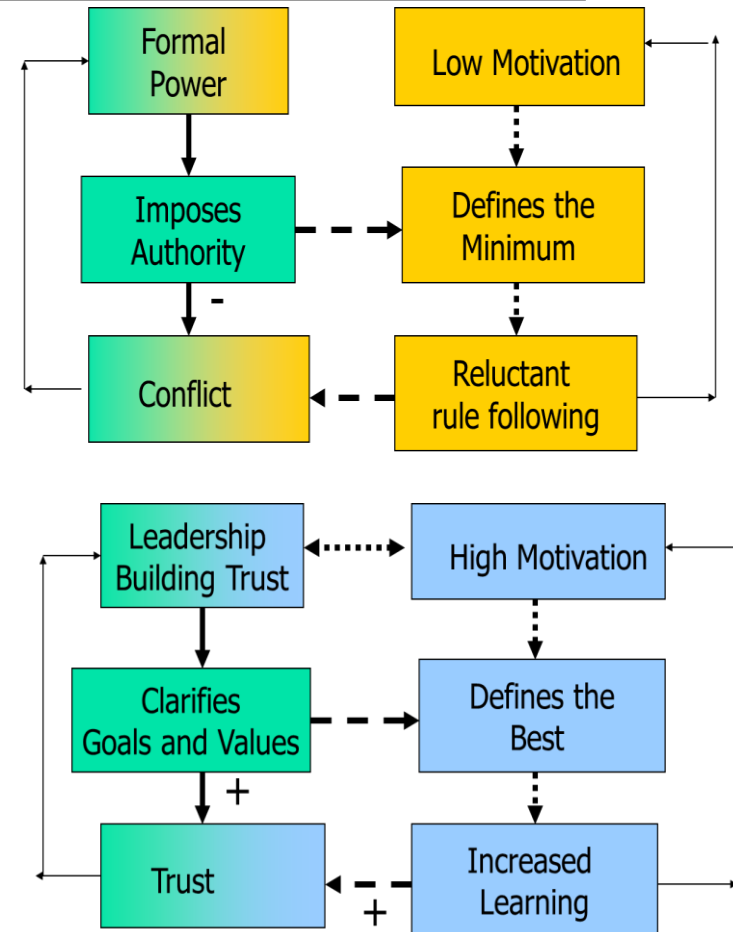 Formal
Power
Low Motivation
Imposes
Authority
Defines the
Minimum
-
Conflict
Reluctant
rule following
Leadership
Building Trust
High Motivation
Clarifies
Goals and Values
Defines the
Best
+
Trust
Increased
Learning
+